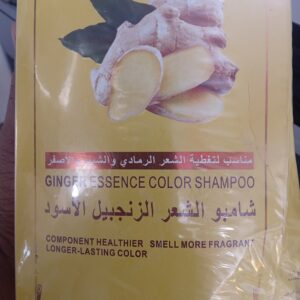 مناسب لتغطية الشعر الرمادي والشيب الأصفر
GINGER ESSENCE COLOR SHAMPOO
شامبو الشعر الزنجبيل الأسود
COMPONENT HEALTHIER SMELL MORE FRAGRANT
LONGER-LASTING COLOR